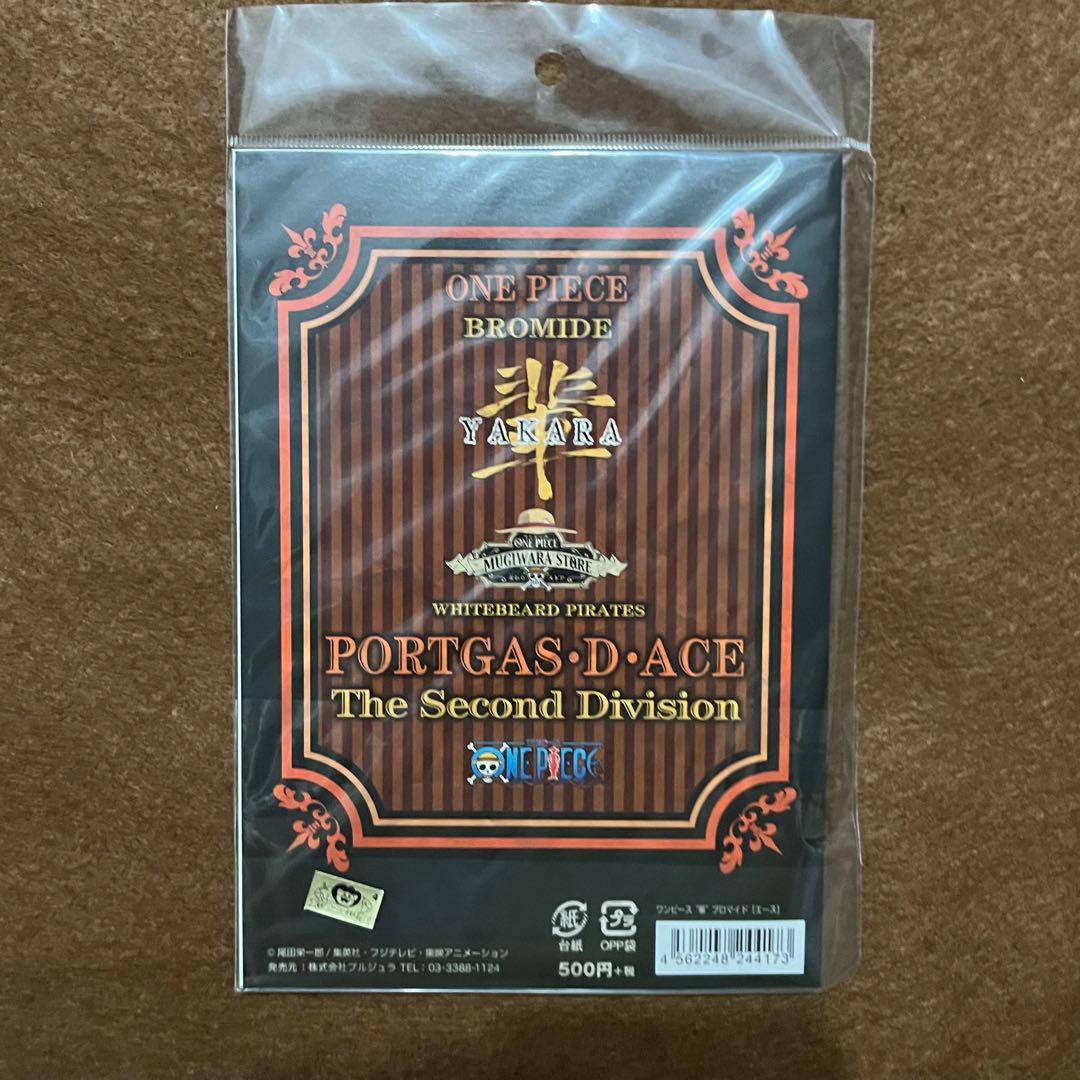 ONE PIECE
BROMIDE
輩
YAKARA
ONE PIECE
MUGIWARA STORE
WHITEBEARD PIRATES
PORTGAS・D・ACE
The Second Division
ONE PIECE
紙
台紙
プラ
OPP袋
500円+税
ワンピース "輩" ブロマイド [エース]
4 562248 244173
©尾田栄一郎/集英社・フジテレビ・東映アニメーション
発売元：株式会社ブルジュラ TEL：03-3388-1124